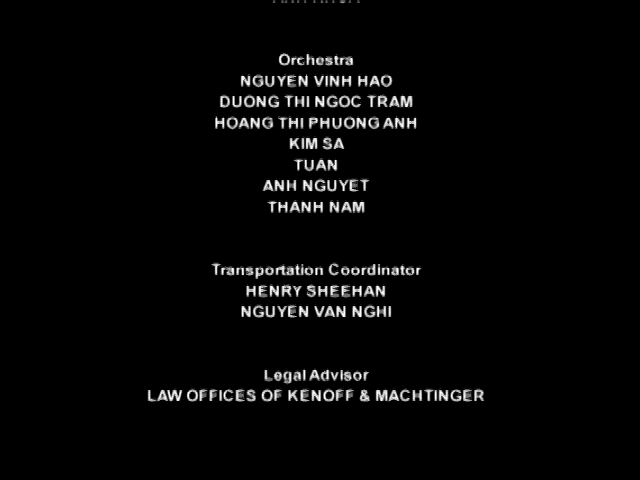 Orchestra
NGUYEN VINH HAO
DUONG THI NGOC TRAM
HOANG THI PHUONG ANH
KIM SA
TUAN
ANH NGUYET
THANH NAM
Transportation Coordinator
HENRY SHEEHAN
NGUYEN VAN NGHI
Legal Advisor
LAW OFFICES OF KENOFF & MACHTINGER